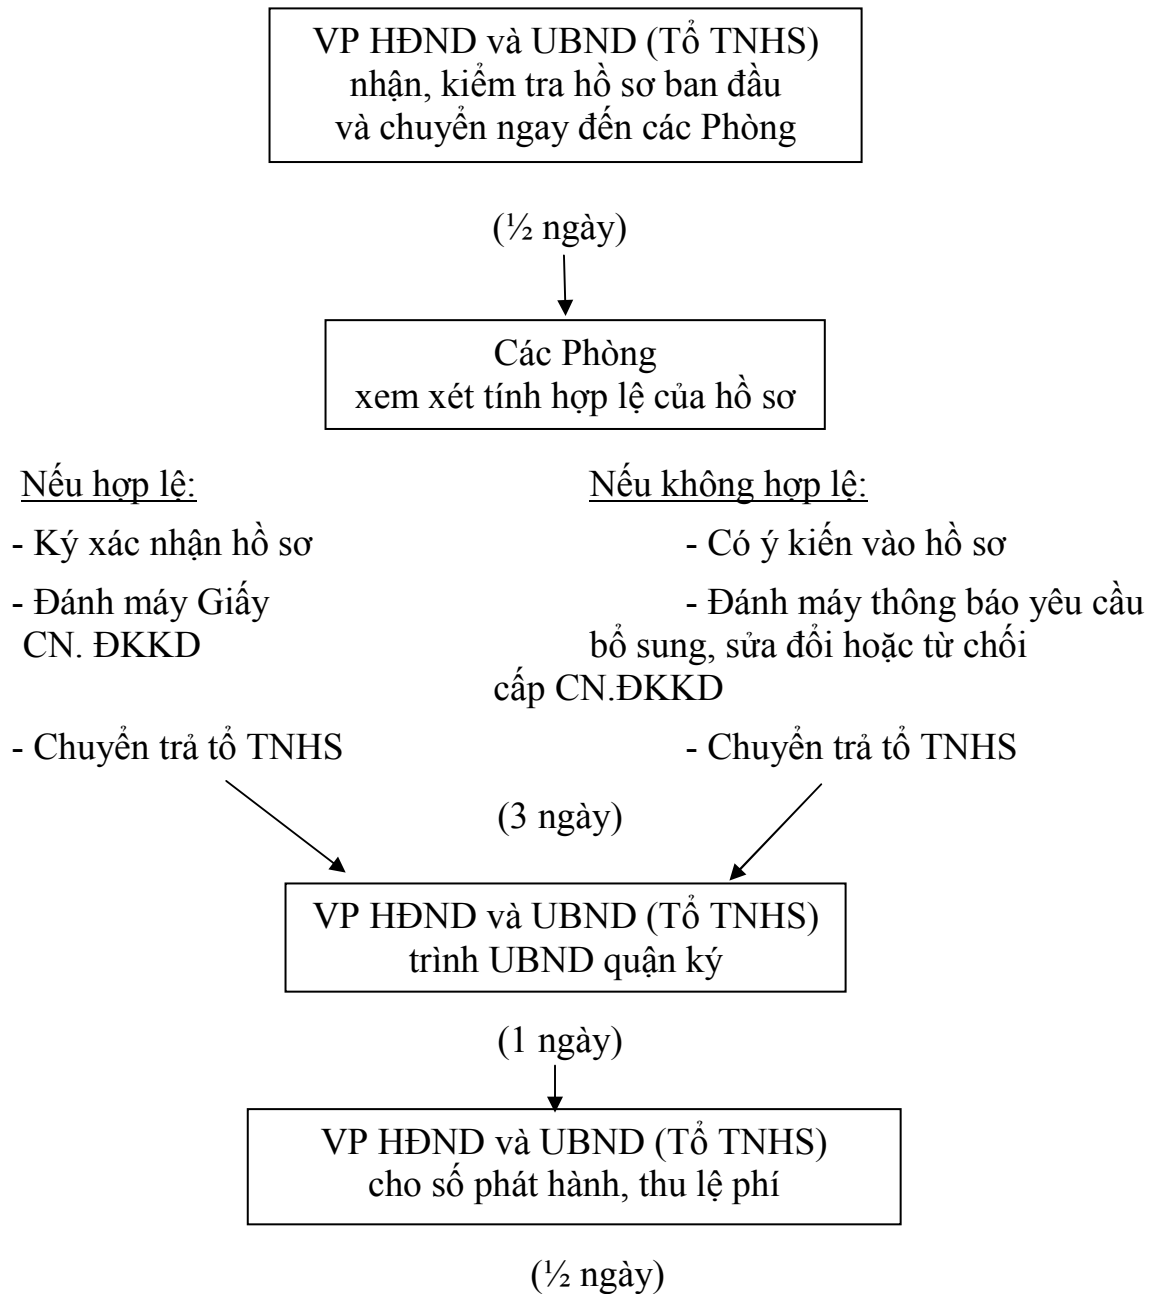 VP HĐND và UBND (Tổ TNHS)
nhận, kiểm tra hồ sơ ban đầu
và chuyển ngay đến các Phòng
(½ ngày)
Các Phòng
xem xét tính hợp lệ của hồ sơ
Nếu hợp lệ:
- Ký xác nhận hồ sơ
- Đánh máy Giấy
CN. ĐKKD
- Chuyển trả tổ TNHS
Nếu không hợp lệ:
- Có ý kiến vào hồ sơ
- Đánh máy thông báo yêu cầu
bổ sung, sửa đổi hoặc từ chối
cấp CN.ĐKKD
- Chuyển trả tổ TNHS
(3 ngày)
VP HĐND và UBND (Tổ TNHS)
trình UBND quận ký
(1 ngày)
VP HĐND và UBND (Tổ TNHS)
cho số phát hành, thu lệ phí
(½ ngày)